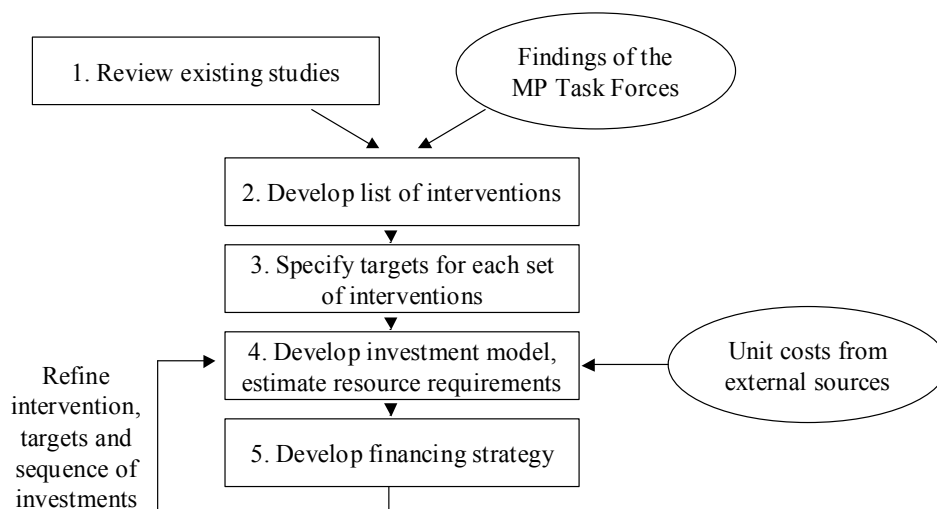 1. Review existing studies
Findings of the
MP Task Forces
2. Develop list of interventions
3. Specify targets for each set
of interventions
4. Develop investment model,
estimate resource requirements
Unit costs from
external sources
Refine
intervention,
targets and
sequence of
investments
5. Develop financing strategy